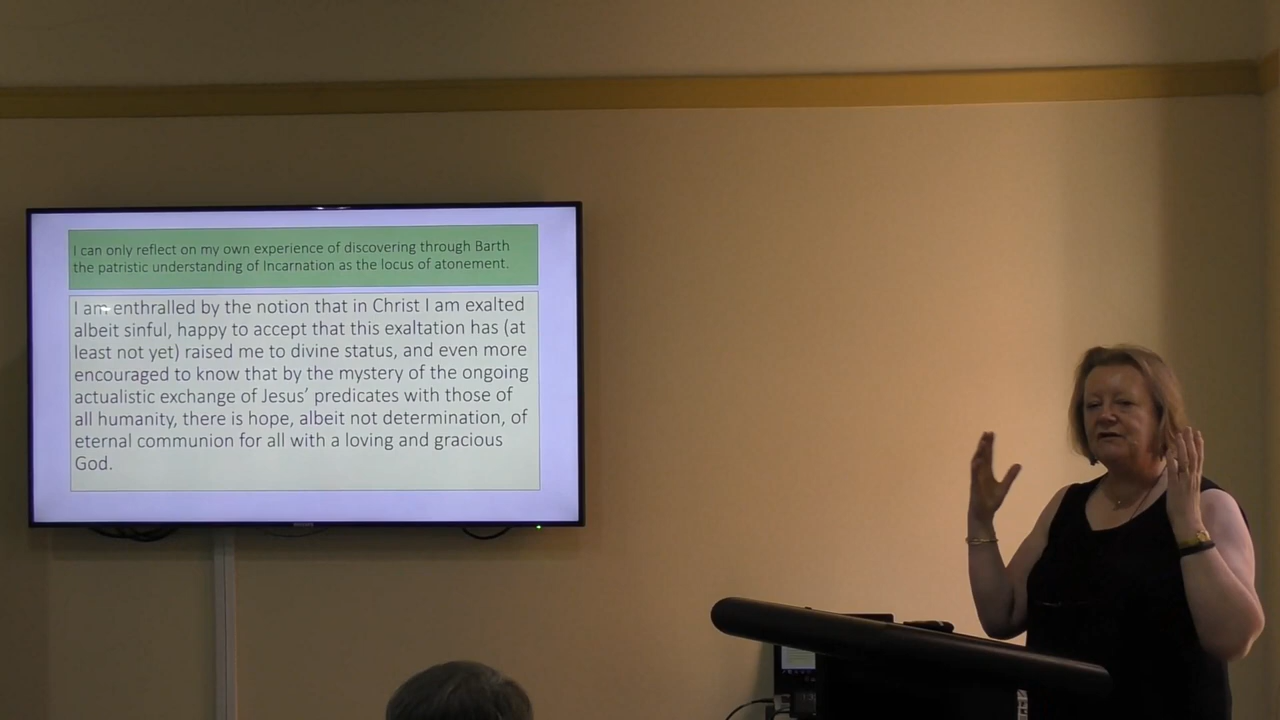 I can only reflect on my own experience of discovering through Barth
the patristic understanding of Incarnation as the locus of atonement.
I am enthralled by the notion that in Christ I am exalted
albeit sinful, happy to accept that this exaltation has (at
least not yet) raised me to divine status, and even more
encouraged to know that by the mystery of the ongoing
actualistic exchange of Jesus’ predicates with those of
all humanity, there is hope, albeit not determination, of
eternal communion for all with a loving and gracious
God.